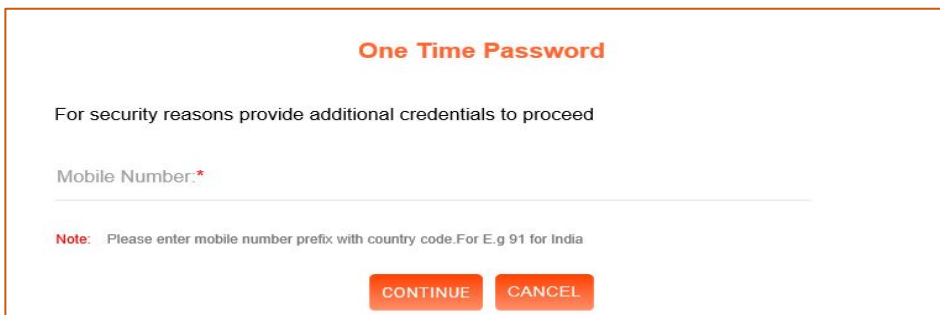 One Time Password
For security reasons provide additional credentials to proceed
Mobile Number:*
Note: Please enter mobile number prefix with country code.For E.g 91 for India
CONTINUE CANCEL